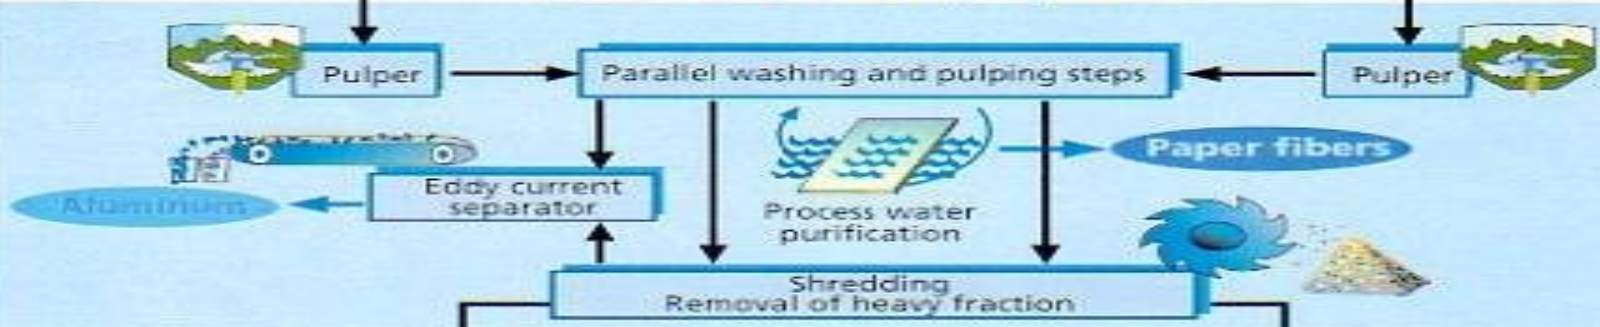 Pulper
Parallel washing and pulping steps
Pulper
Paper fibers
Eddy current
separator
Aluminum
Process water
purification
Shredding
Removal of heavy fraction